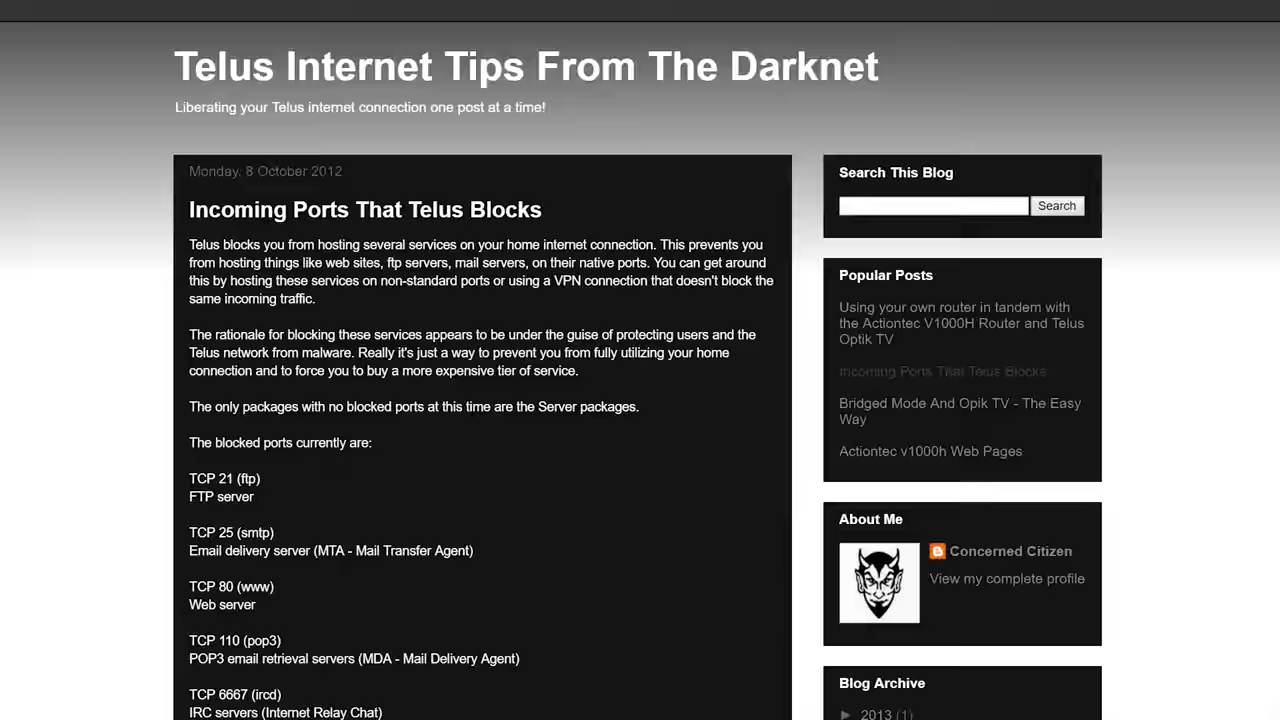 Telus Internet Tips From The Darknet
Liberating your Telus internet connection one post at a time!
Monday, 8 October 2012
Incoming Ports That Telus Blocks
Telus blocks you from hosting several services on your home internet connection. This prevents you
from hosting things like web sites, ftp servers, mail servers, on their native ports. You can get around
this by hosting these services on non-standard ports or using a VPN connection that doesn't block the
same incoming traffic.
The rationale for blocking these services appears to be under the guise of protecting users and the
Telus network from malware. Really it's just a way to prevent you from fully utilizing your home
connection and to force you to buy a more expensive tier of service.
The only packages with no blocked ports at this time are the Server packages.
The blocked ports currently are:
TCP 21 (ftp)
FTP server
TCP 25 (smtp)
Email delivery server (MTA - Mail Transfer Agent)
TCP 80 (www)
Web server
TCP 110 (pop3)
POP3 email retrieval servers (MDA - Mail Delivery Agent)
TCP 6667 (ircd)
IRC servers (Internet Relay Chat)
Search This Blog
Search
Popular Posts
Using your own router in tandem with
the Actiontec V1000H Router and Telus
Optik TV
Incoming Ports That Telus Blocks
Bridged Mode And Opik TV - The Easy
Way
Actiontec v1000h Web Pages
About Me
Concerned Citizen
View my complete profile
Blog Archive
► 2013 (1)